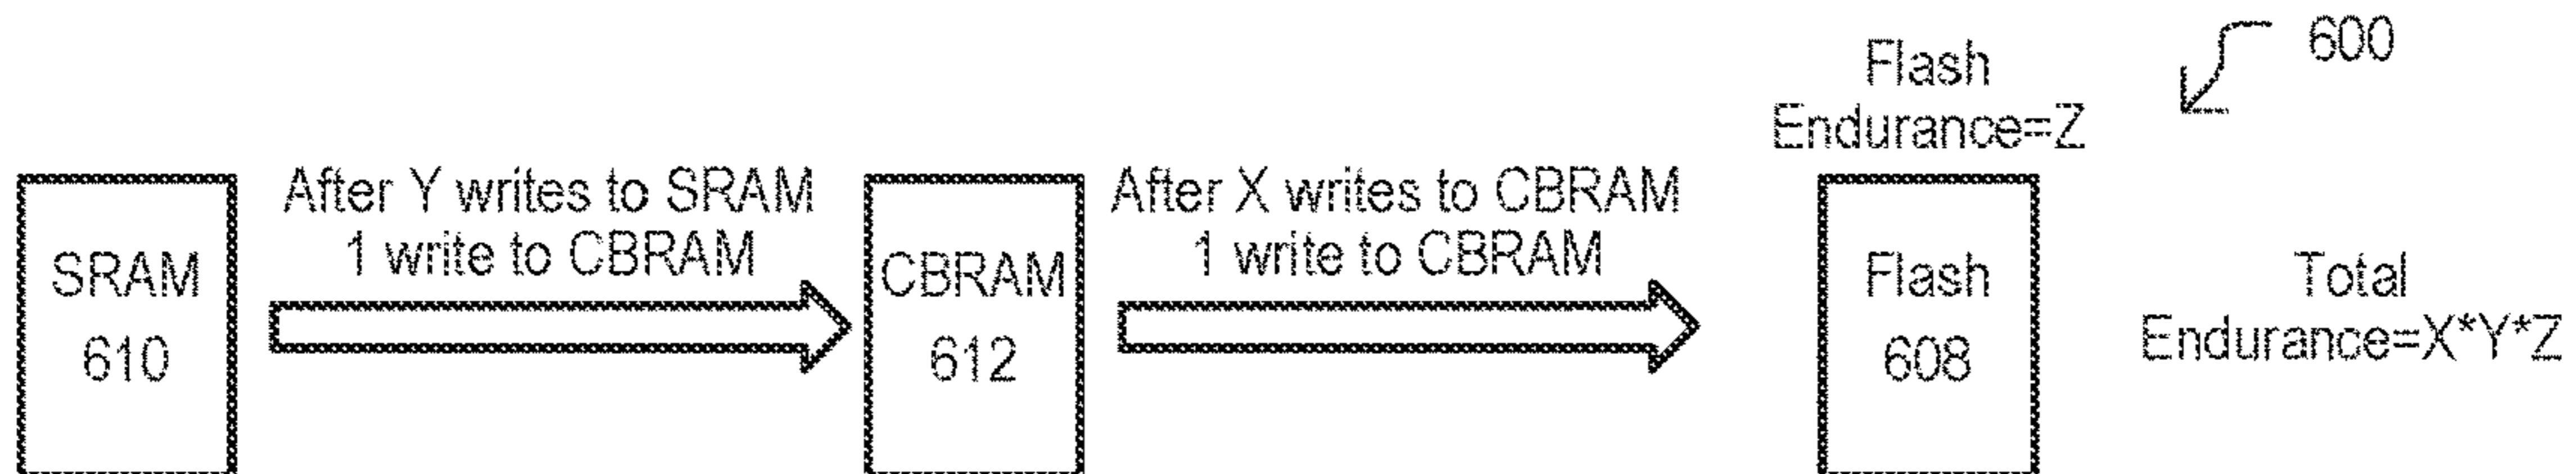 600
Flash
Endurance=Z
After Y writes to SRAM
1 write to CBRAM
After X writes to CBRAM
1 write to CBRAM
SRAM
610
CBRAM
612
Flash
608
Total
Endurance=X*Y*Z